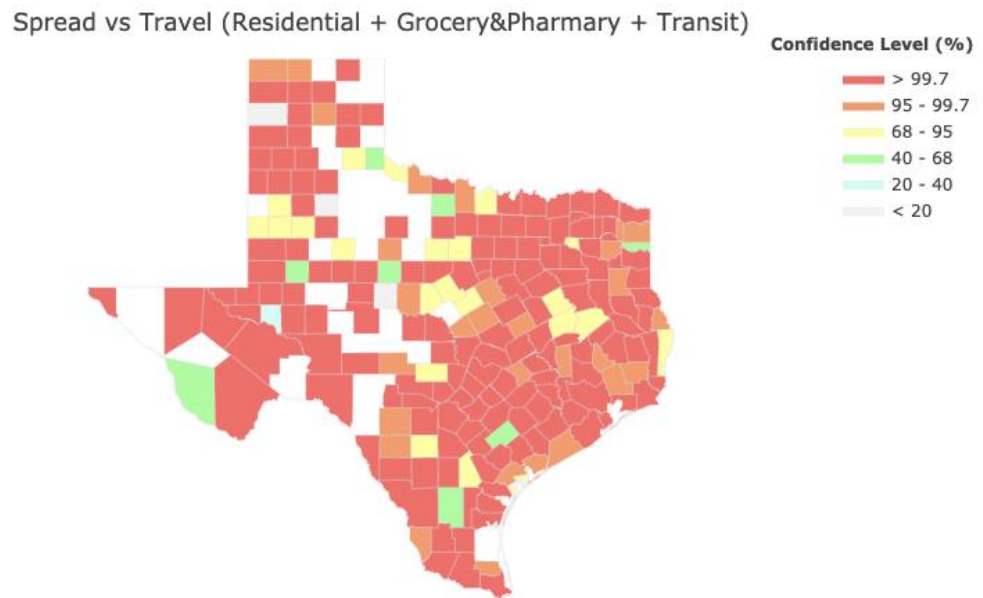 Spread vs Travel (Residential + Grocery&Pharmary + Transit)
Confidence Level (%)
> 99.7
95 - 99.7
68 - 95
40 - 68
20 - 40
< 20